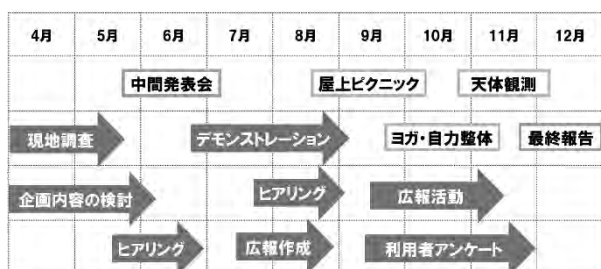 4月 5月 6月 7月 8月 9月 10月 11月 12月
中間発表会 屋上ピクニック 天体観測
現地調査 デモンストレーション ヨガ・自力整体 最終報告
企画内容の検討 ヒアリング 広報活動
ヒアリング 広報作成 利用者アンケート